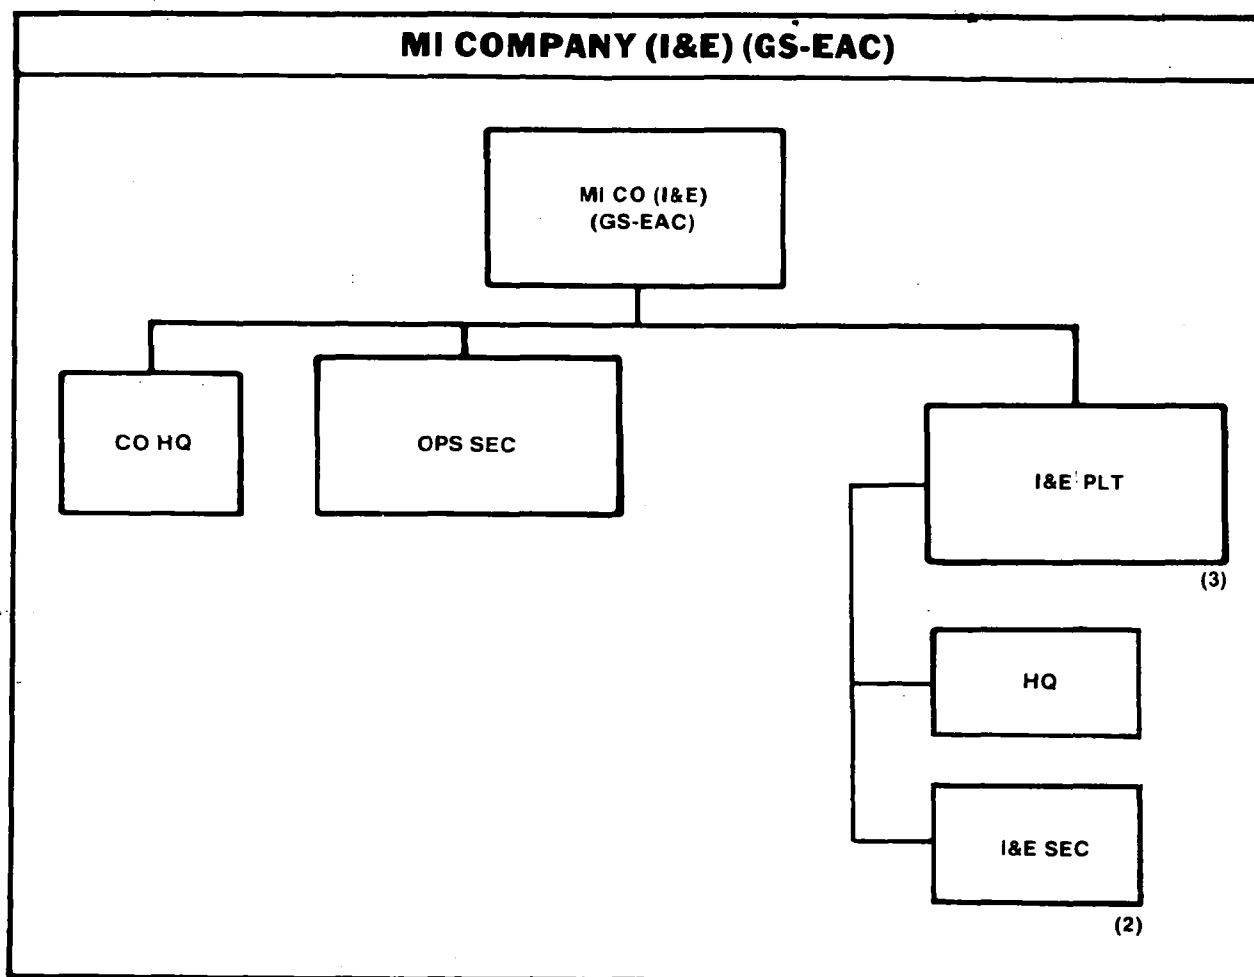 MI COMPANY (I&E) (GS-EAC)
MI CO (I&E)
(GS-EAC)
CO HQ
OPS SEC
I&E PLT
(3)
HQ
I&E SEC
(2)